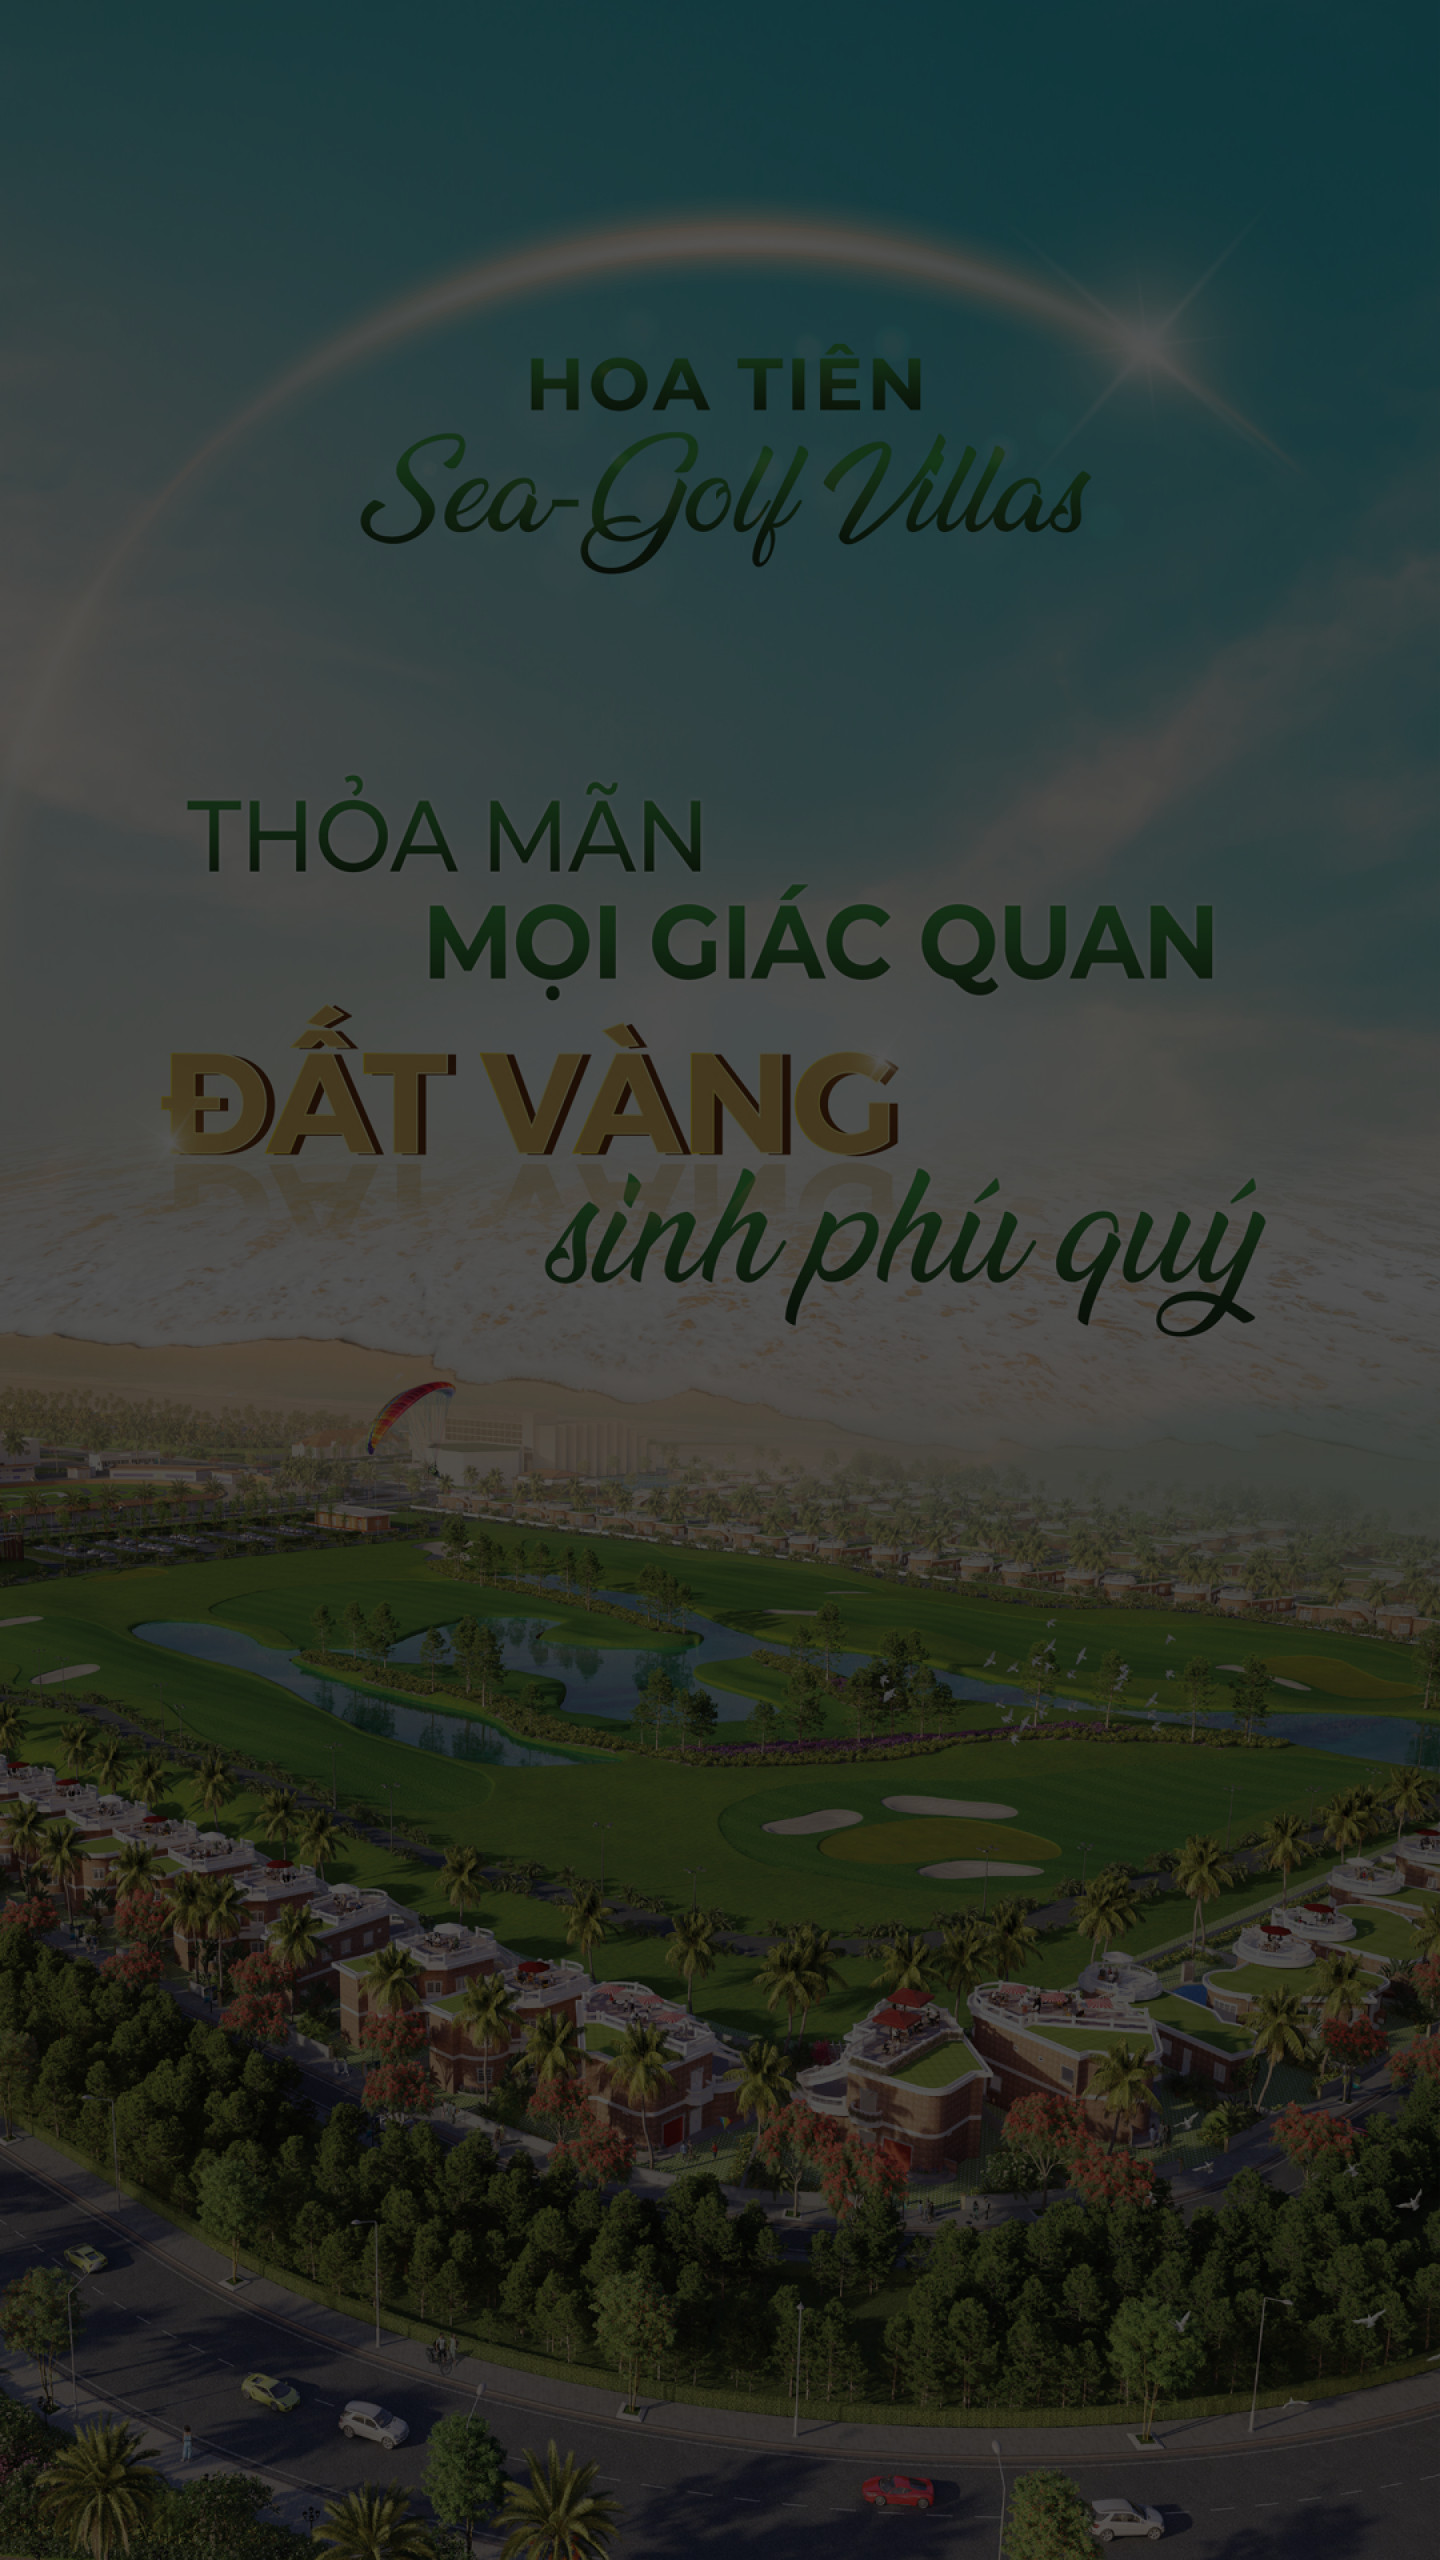 HOA TIÊN
Sea-Golf Villas
THỎA MÃN
MỌI GIÁC QUAN
ĐẤT VÀNG
sinh phú quý